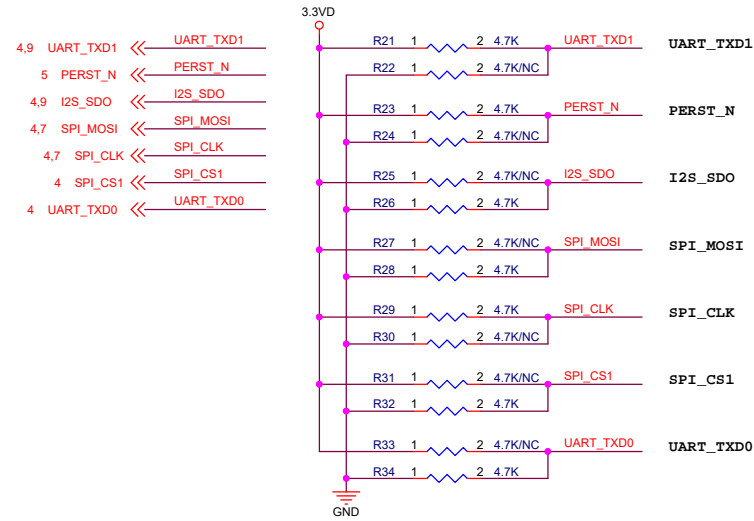 3.3VD
4,9 UART_TXD1 UART_TXD1
5 PERST_N PERST_N
4,9 I2S_SDO I2S_SDO
4,7 SPI_MOSI SPI_MOSI
4,7 SPI_CLK SPI_CLK
4 SPI_CS1 SPI_CS1
4 UART_TXD0 UART_TXD0
R21 1 2 4.7K UART_TXD1 UART_TXD1
R22 1 2 4.7K/NC
R23 1 2 4.7K PERST_N PERST_N
R24 1 2 4.7K/NC
R25 1 2 4.7K/NC I2S_SDO I2S_SDO
R26 1 2 4.7K
R27 1 2 4.7K/NC SPI_MOSI SPI_MOSI
R28 1 2 4.7K
R29 1 2 4.7K SPI_CLK SPI_CLK
R30 1 2 4.7K/NC
R31 1 2 4.7K/NC SPI_CS1 SPI_CS1
R32 1 2 4.7K
R33 1 2 4.7K/NC UART_TXD0 UART_TXD0
R34 1 2 4.7K
GND